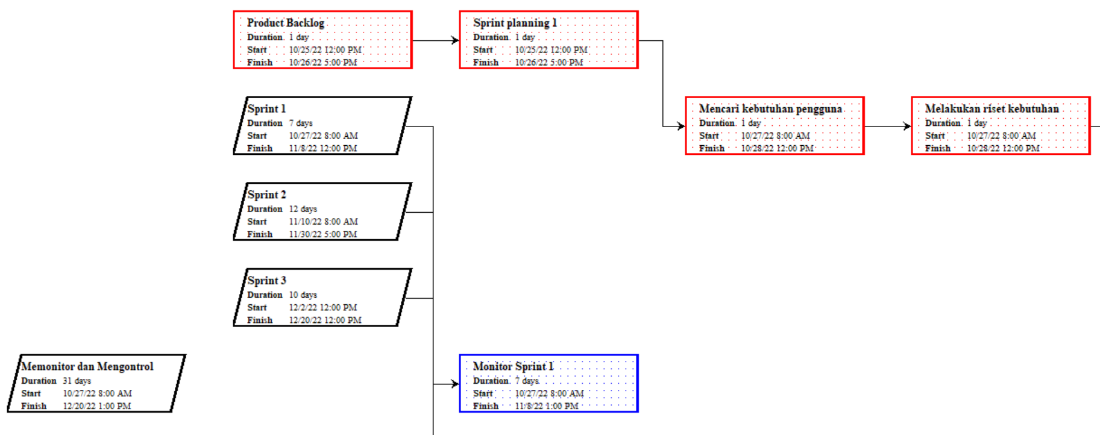 Product Backlog
Duration 1 day
Start 10/25/22 12:00 PM
Finish 10/26/22 5:00 PM
Sprint planning 1
Duration 1 day
Start 10/25/22 12:00 PM
Finish 10/26/22 5:00 PM
Sprint 1
Duration 7 days
Start 10/27/22 8:00 AM
Finish 11/8/22 12:00 PM
Mencari kebutuhan pengguna
Duration 1 day
Start 10/27/22 8:00 AM
Finish 10/28/22 12:00 PM
Melakukan riset kebutuhan
Duration 1 day
Start 10/27/22 8:00 AM
Finish 10/28/22 12:00 PM
Sprint 2
Duration 12 days
Start 11/10/22 8:00 AM
Finish 11/30/22 5:00 PM
Sprint 3
Duration 10 days
Start 12/2/22 12:00 PM
Finish 12/20/22 12:00 PM
Memonitor dan Mengontrol
Duration 31 days
Start 10/27/22 8:00 AM
Finish 12/20/22 1:00 PM
Monitor Sprint 1
Duration 7 days
Start 10/27/22 8:00 AM
Finish 11/8/22 1:00 PM